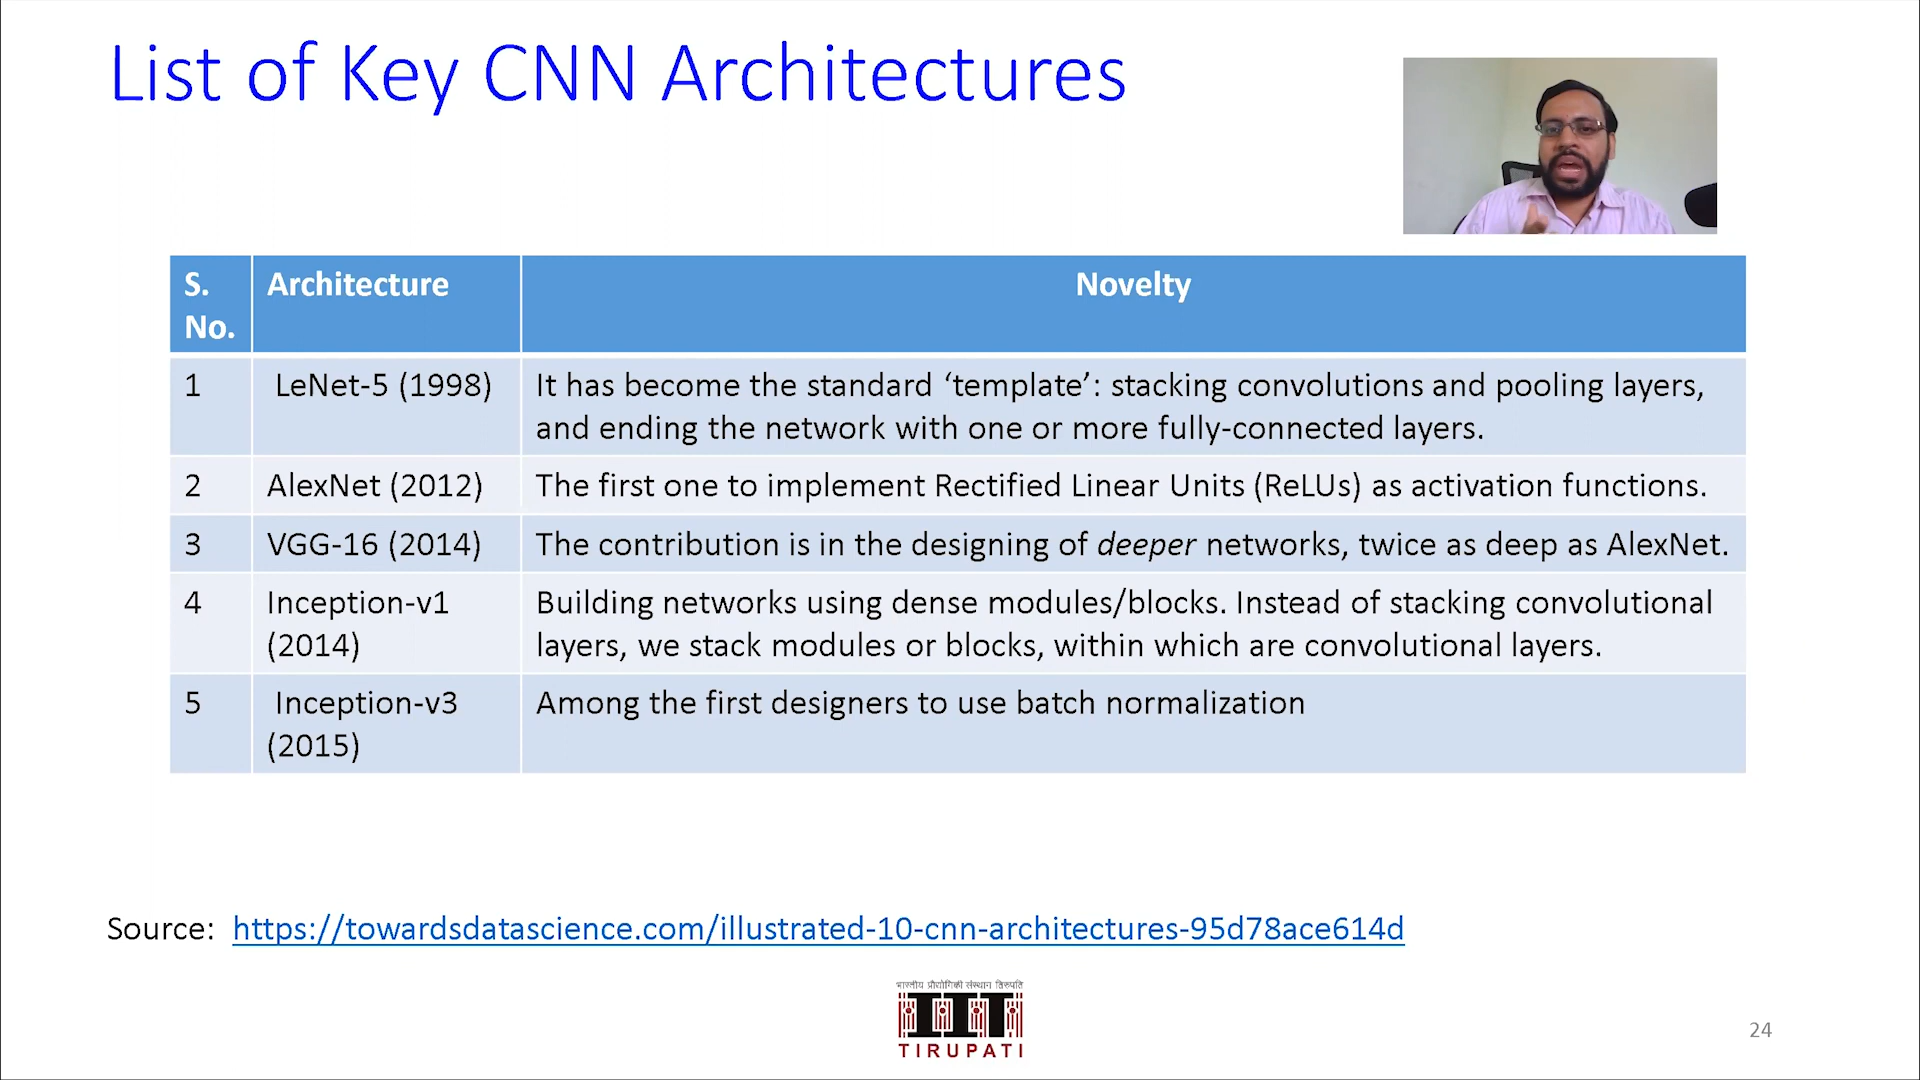 List of Key CNN Architectures
S. No.
Architecture
Novelty
1
LeNet-5 (1998)
It has become the standard ‘template’: stacking convolutions and pooling layers,
and ending the network with one or more fully-connected layers.
2
AlexNet (2012)
The first one to implement Rectified Linear Units (ReLUs) as activation functions.
3
VGG-16 (2014)
The contribution is in the designing of deeper networks, twice as deep as AlexNet.
4
Inception-v1
(2014)
Building networks using dense modules/blocks. Instead of stacking convolutional
layers, we stack modules or blocks, within which are convolutional layers.
5
Inception-v3
(2015)
Among the first designers to use batch normalization
Source: https://towardsdatascience.com/illustrated-10-cnn-architectures-95d78ace614d
भारतीय प्रौद्योगिकी संस्थान तिरुपति
TIRUPATI
24